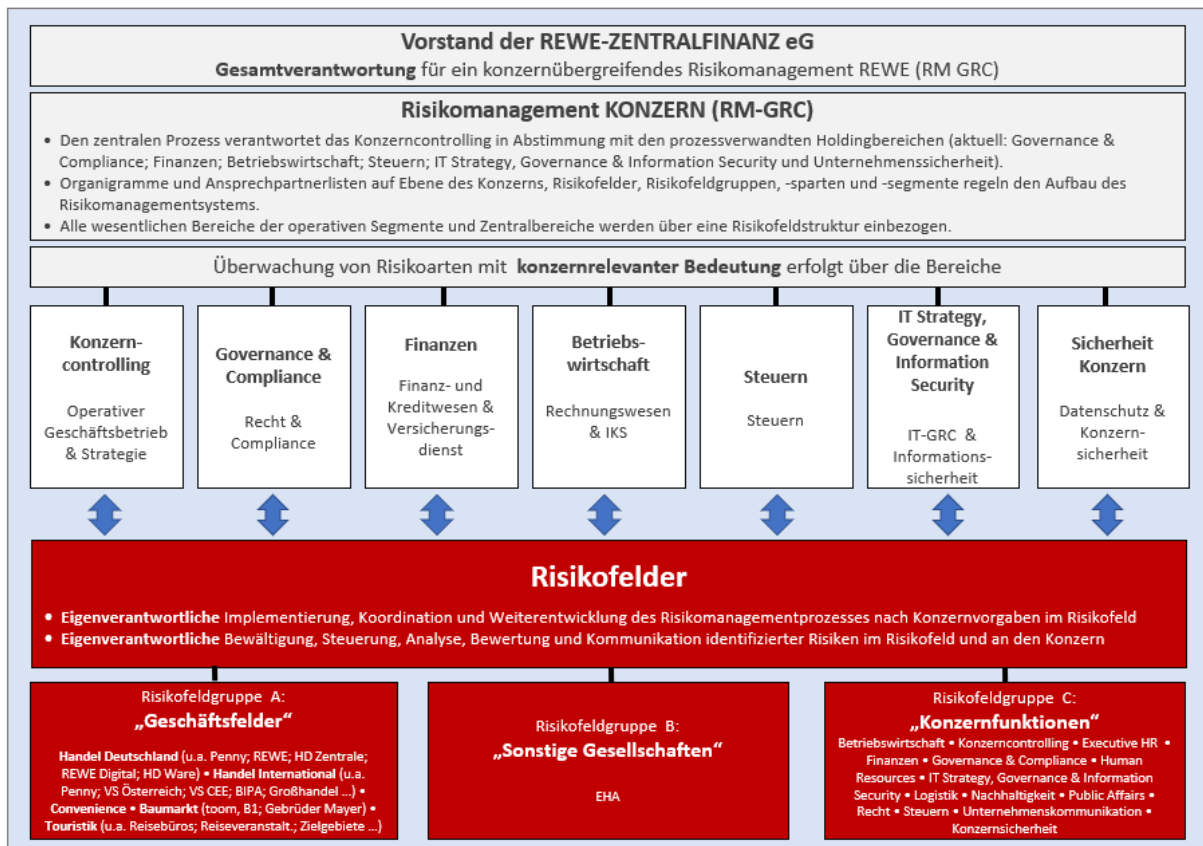 Vorstand der REWE-ZENTRALFINANZ eG
Gesamtverantwortung für ein konzernübergreifendes Risikomanagement REWE (RM GRC)
Risikomanagement KONZERN (RM-GRC)
• Den zentralen Prozess verantwortet das Konzerncontrolling in Abstimmung mit den prozessverwandten Holdingbereichen (aktuell: Governance &
Compliance; Finanzen; Betriebswirtschaft; Steuern; IT Strategy, Governance & Information Security und Unternehmenssicherheit).
• Organigramme und Ansprechpartnerlisten auf Ebene des Konzerns, Risikofelder, Risikofeldgruppen, -sparten und -segmente regeln den Aufbau des
Risikomanagementsystems.
• Alle wesentlichen Bereiche der operativen Segmente und Zentralbereiche werden über eine Risikofeldstruktur einbezogen.
Überwachung von Risikoarten mit konzernrelevanter Bedeutung erfolgt über die Bereiche
Konzern-
controlling
Operativer
Geschäftsbetrieb
& Strategie
Governance &
Compliance
Recht &
Compliance
Finanzen
Finanz- und
Kreditwesen &
Versicherungs-
dienst
Betriebs-
wirtschaft
Rechnungswesen
& IKS
Steuern
Steuern
IT Strategy,
Governance &
Information
Security
IT-GRC &
Informations-
sicherheit
Sicherheit
Konzern
Datenschutz &
Konzern-
sicherheit
Risikofelder
• Eigenverantwortliche Implementierung, Koordination und Weiterentwicklung des Risikomanagementprozesses nach Konzernvorgaben im Risikofeld
• Eigenverantwortliche Bewältigung, Steuerung, Analyse, Bewertung und Kommunikation identifizierter Risiken im Risikofeld und an den Konzern
Risikofeldgruppe A:
„Geschäftsfelder“
Handel Deutschland (u.a. Penny; REWE; HD Zentrale;
REWE Digital; HD Ware) • Handel International (u.a.
Penny; VS Österreich; VS CEE; BIPA; Großhandel ...) •
Convenience • Baumarkt (toom, B1; Gebrüder Mayer) •
Touristik (u.a. Reisebüros; Reiseveranstalt.; Zielgebiete ...)
Risikofeldgruppe B:
„Sonstige Gesellschaften“
EHA
Risikofeldgruppe C:
„Konzernfunktionen“
Betriebswirtschaft • Konzerncontrolling • Executive HR •
Finanzen • Governance & Compliance • Human
Resources • IT Strategy, Governance & Information
Security • Logistik • Nachhaltigkeit • Public Affairs •
Recht • Steuern • Unternehmenskommunikation •
Konzernsicherheit